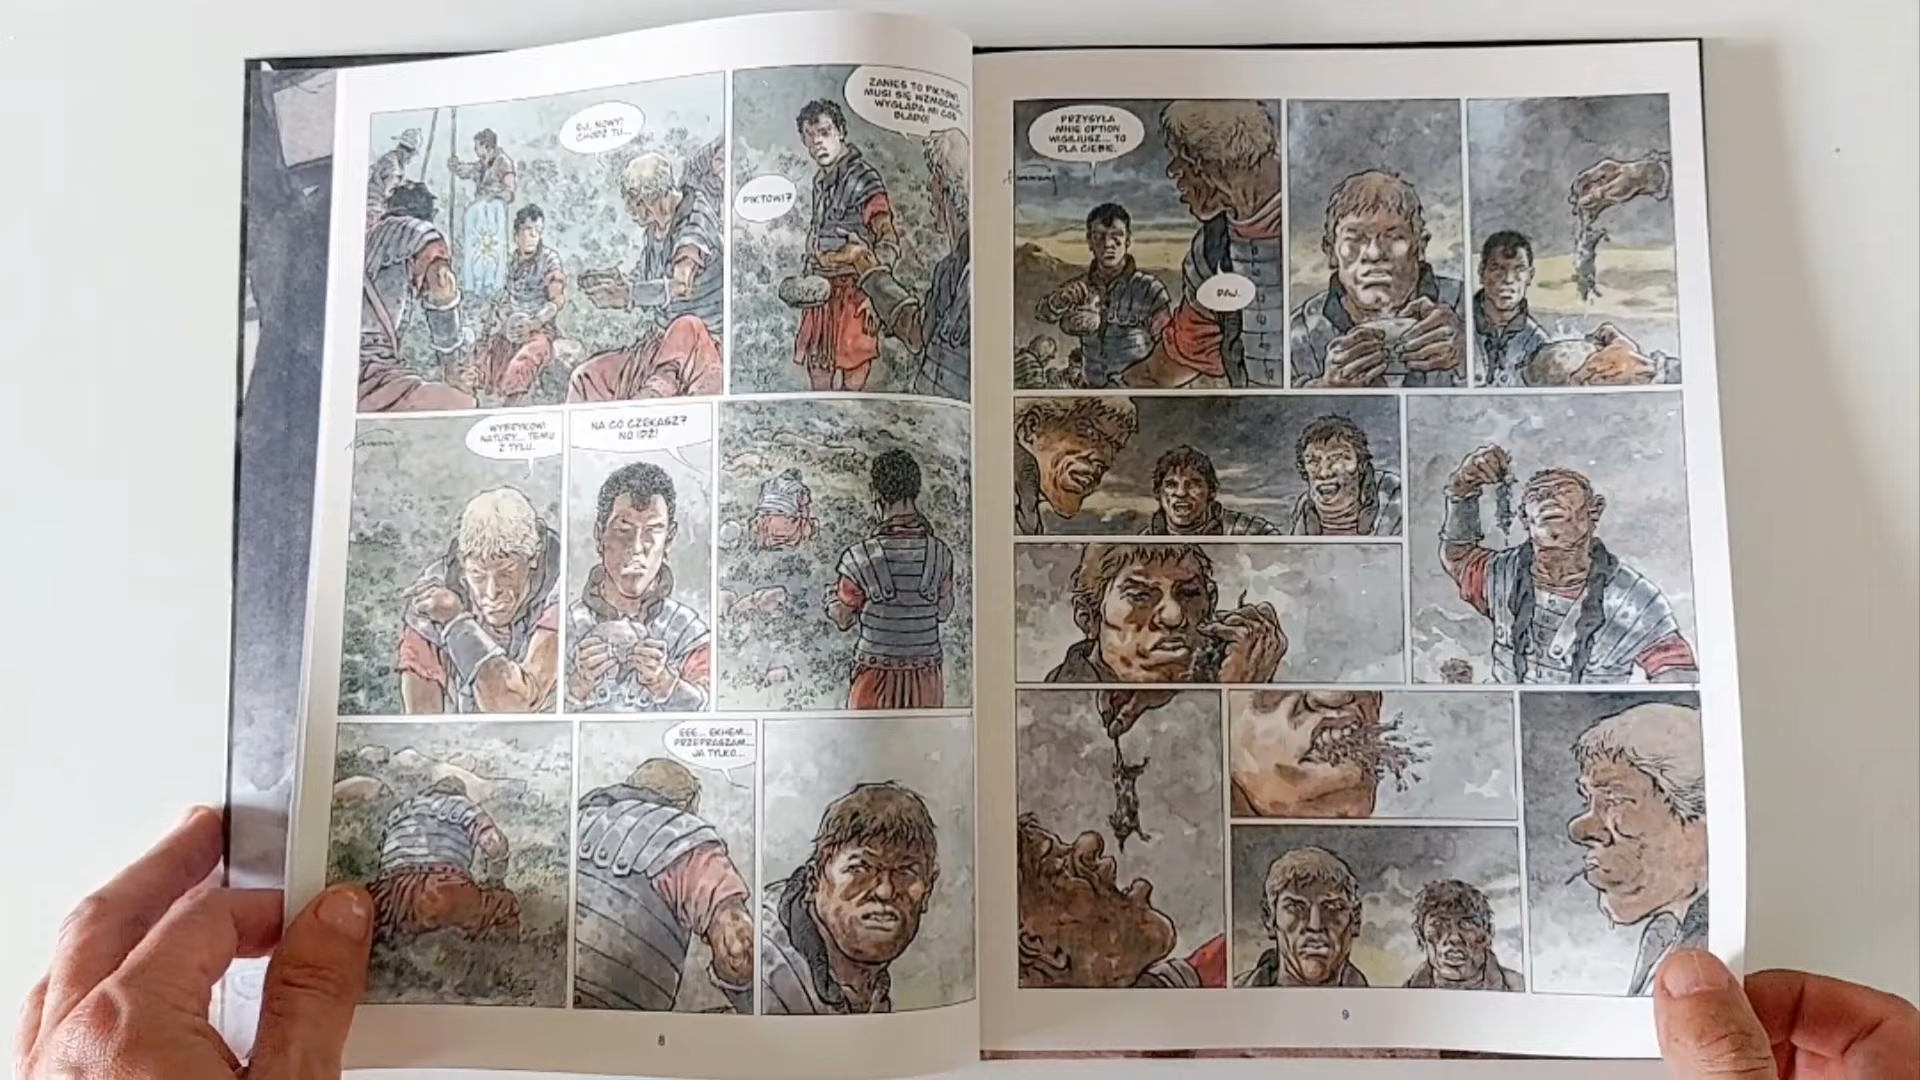 EJ, NOWY!
CHODŹ TU...
ZANIEŚ TO PIKTOWI,
MUSI SIĘ WZMOCNIĆ,
WYGLĄDA MI COŚ
BLADO!
PIKTOWI?
WYBRYKOWI
NATURY... TEMU
Z TYŁU.
NA CO CZEKASZ?
NO IDŹ!
EEE... EKHEM...
PRZEPRASZAM...
JA TYLKO...
8
PRZYSYŁA
MNIE OPTION
WIGILIUSZ... TO
DLA CIEBIE.
DAJ.
9